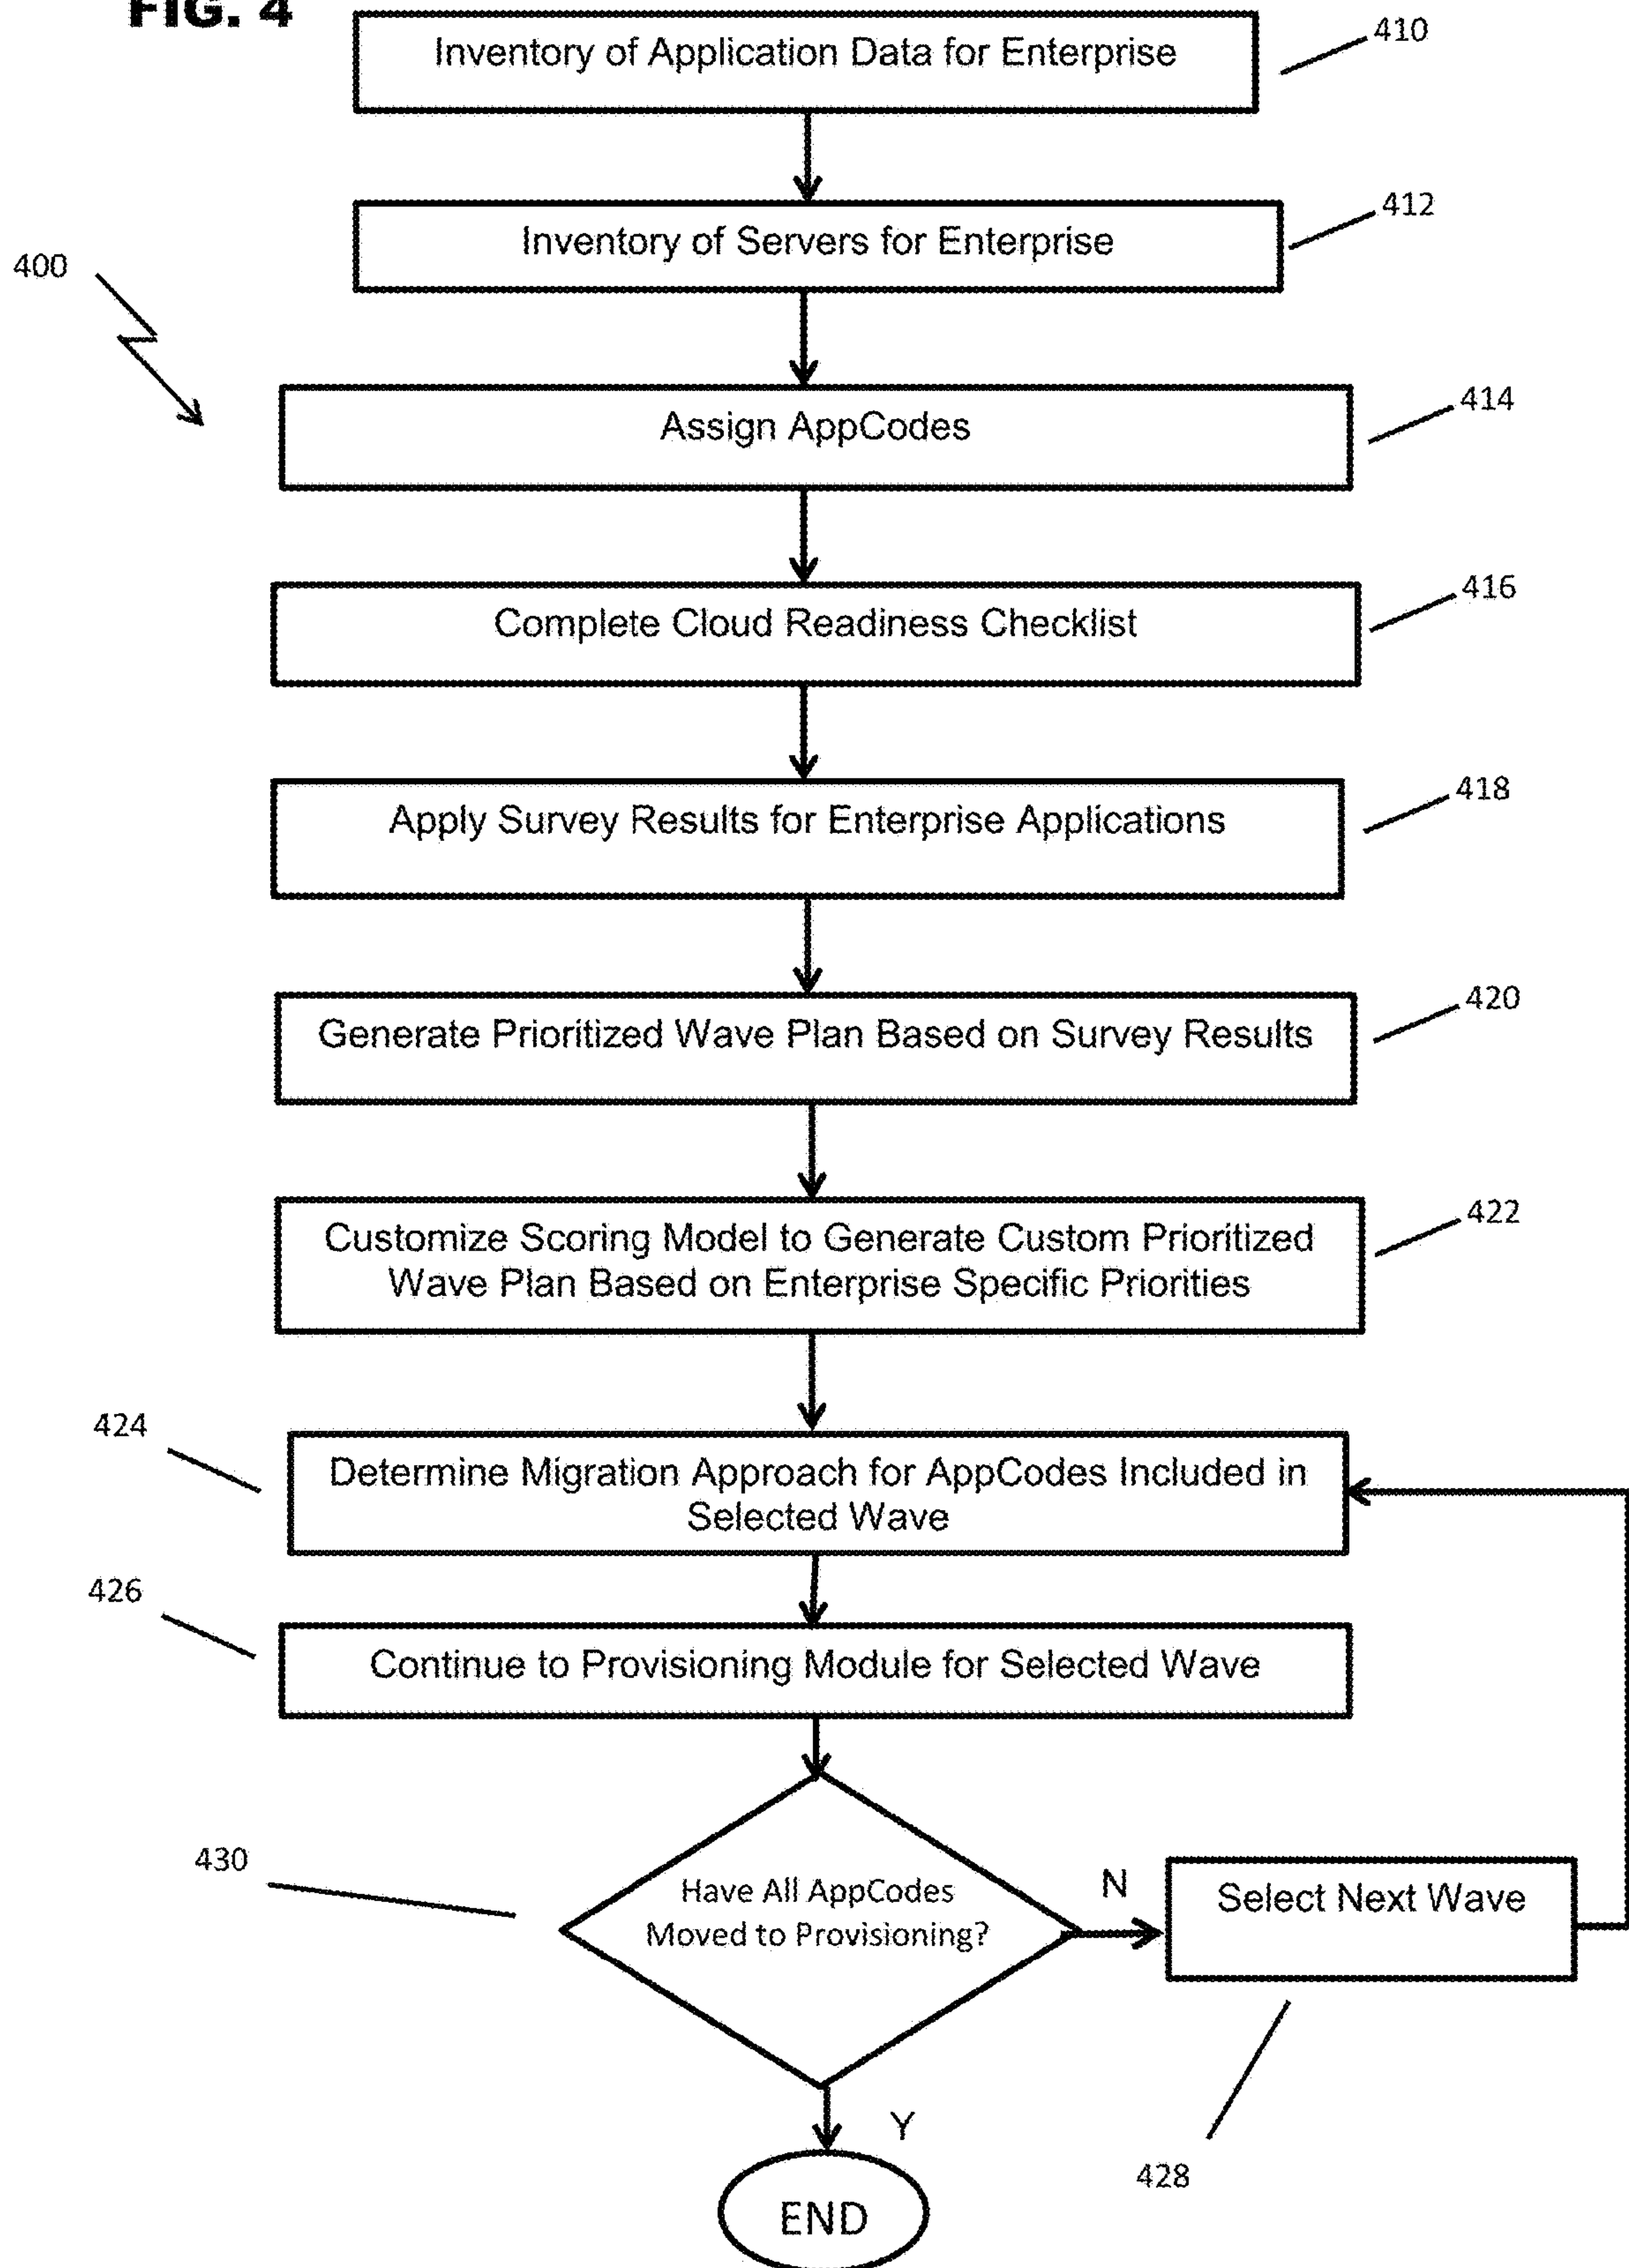 FIG. 4
Inventory of Application Data for Enterprise
410
Inventory of Servers for Enterprise
412
400
Assign AppCodes
414
Complete Cloud Readiness Checklist
416
Apply Survey Results for Enterprise Applications
418
Generate Prioritized Wave Plan Based on Survey Results
420
Customize Scoring Model to Generate Custom Prioritized
Wave Plan Based on Enterprise Specific Priorities
422
424
Determine Migration Approach for AppCodes Included in
Selected Wave
426
Continue to Provisioning Module for Selected Wave
430
Have All AppCodes
Moved to Provisioning?
N
Select Next Wave
Y
428
END